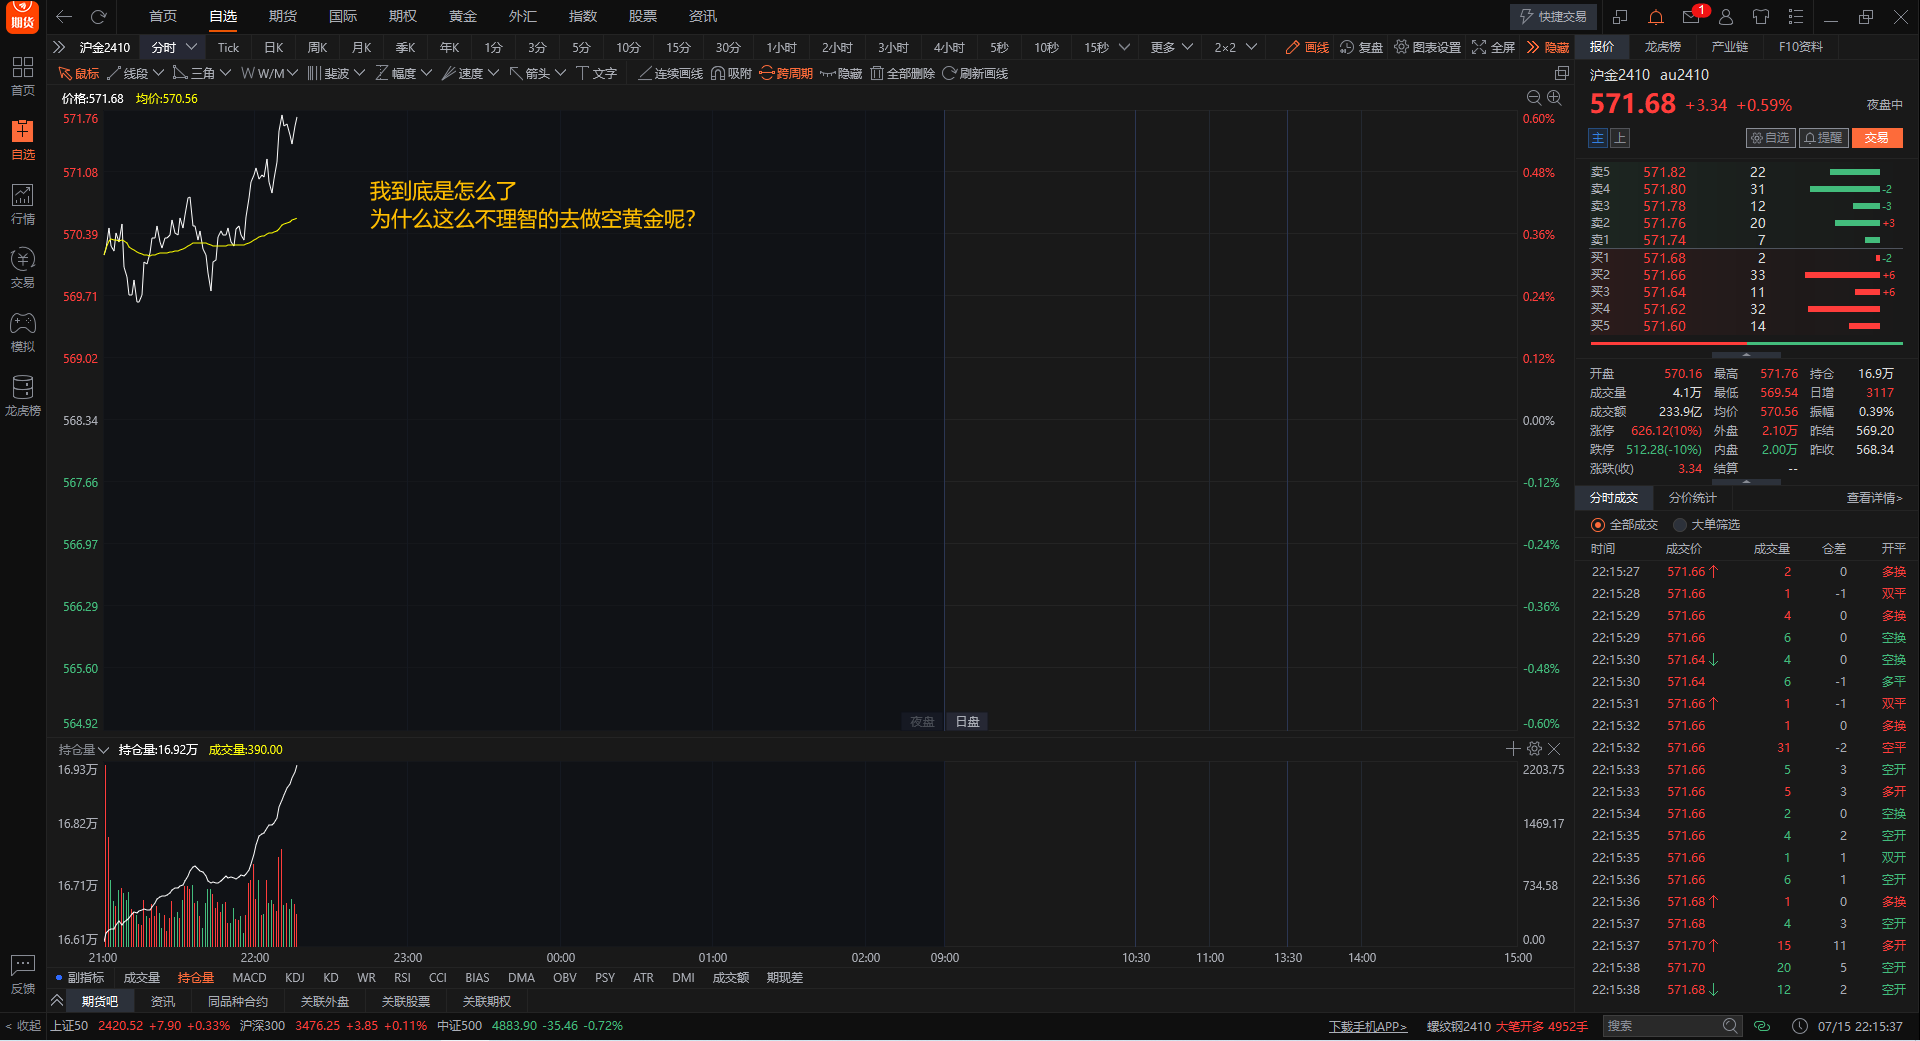 期货
首页 自选 期货 国际 期权 黄金 外汇 指数 股票 资讯 快捷交易 1
沪金2410 分时 Tick 日K 周K 月K 季K 年K 1分 3分 5分 10分 15分 30分 1小时 2小时 3小时 4小时 5秒 10秒 15秒 更多 2×2 画线 复盘 图表设置 全屏 隐藏
鼠标 线段 三角 W/M 斐波 幅度 速度 箭头 文字 连续画线 吸附 跨周期 隐藏 全部删除 刷新画线
首页
自选
行情
交易
模拟
龙虎榜
反馈
< 收起
价格:571.68 均价:570.56
571.76 0.60%
571.08 0.48%
570.39 0.36%
569.71 0.24%
569.02 0.12%
568.34 0.00%
567.66 -0.12%
566.97 -0.24%
566.29 -0.36%
565.60 -0.48%
564.92 -0.60%
我到底是怎么了
为什么这么不理智的去做空黄金呢?
夜盘 日盘
持仓量 持仓量:16.92万 成交量:390.00
16.93万 2203.75
16.82万 1469.17
16.71万 734.58
16.61万 0.00
21:00 22:00 23:00 00:00 01:00 02:00 09:00 10:30 11:00 13:30 14:00 15:00
副指标 成交量 持仓量 MACD KDJ KD WR RSI CCI BIAS DMA OBV PSY ATR DMI 成交额 期现差
期货吧 资讯 同品种合约 关联外盘 关联股票 关联期权
报价 龙虎榜 产业链 F10资料
沪金2410 au2410
571.68 +3.34 +0.59% 夜盘中
主 上 自选 提醒 交易
卖5 571.82 22
卖4 571.80 31 -2
卖3 571.78 12 -3
卖2 571.76 20 +3
卖1 571.74 7
买1 571.68 2 -2
买2 571.66 33 +6
买3 571.64 11 +6
买4 571.62 32
买5 571.60 14
开盘 570.16 最高 571.76 持仓 16.9万
成交量 4.1万 最低 569.54 日增 3117
成交额 233.9亿 均价 570.56 振幅 0.39%
涨停 626.12(10%) 外盘 2.10万 昨结 569.20
跌停 512.28(-10%) 内盘 2.00万 昨收 568.34
涨跌(收) 3.34 结算 --
分时成交 分价统计 查看详情>
全部成交 大单筛选
时间 成交价 成交量 仓差 开平
22:15:27 571.66↑ 2 0 多换
22:15:28 571.66 1 -1 双平
22:15:29 571.66 4 0 多换
22:15:29 571.66 6 0 空换
22:15:30 571.64↓ 4 0 空换
22:15:30 571.64 6 -1 多平
22:15:31 571.66↑ 1 -1 双平
22:15:32 571.66 1 0 多换
22:15:32 571.66 31 -2 空平
22:15:33 571.66 5 3 空开
22:15:33 571.66 5 3 多开
22:15:34 571.66 2 0 空换
22:15:35 571.66 4 2 空开
22:15:35 571.66 1 1 双开
22:15:36 571.66 6 1 空开
22:15:36 571.68↑ 1 0 多换
22:15:37 571.68 4 3 空开
22:15:37 571.70↑ 15 11 多开
22:15:38 571.70 20 5 空开
22:15:38 571.68↓ 12 2 空开
上证50 2420.52 +7.90 +0.33% 沪深300 3476.25 +3.85 +0.11% 中证500 4883.90 -35.46 -0.72% 下载手机APP> 螺纹钢2410 大笔开多 4952手 搜索 07/15 22:15:37